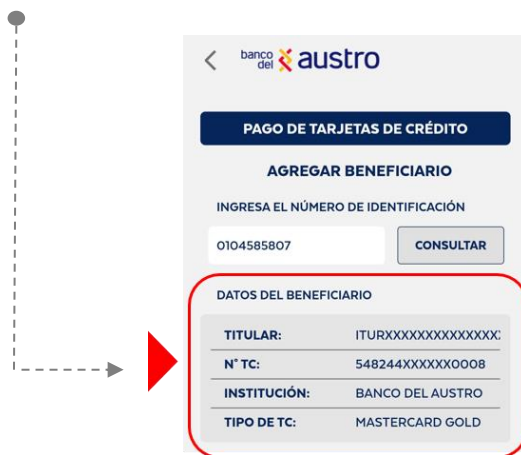 banco del austro
PAGO DE TARJETAS DE CRÉDITO
AGREGAR BENEFICIARIO
INGRESA EL NÚMERO DE IDENTIFICACIÓN
0104585807 CONSULTAR
DATOS DEL BENEFICIARIO
TITULAR: ITURXXXXXXXXXXXXXX
N° TC: 548244XXXXXX0008
INSTITUCIÓN: BANCO DEL AUSTRO
TIPO DE TC: MASTERCARD GOLD